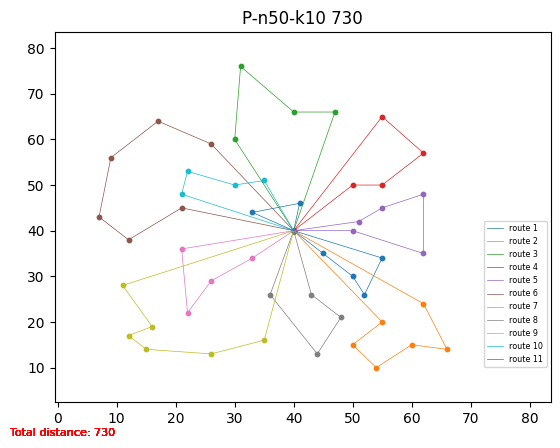 P-n50-k10 730
80
70
60
50
40
30
20
10
0 10 20 30 40 50 60 70 80
route 1
route 2
route 3
route 4
route 5
route 6
route 7
route 8
route 9
route 10
route 11
Total distance: 730